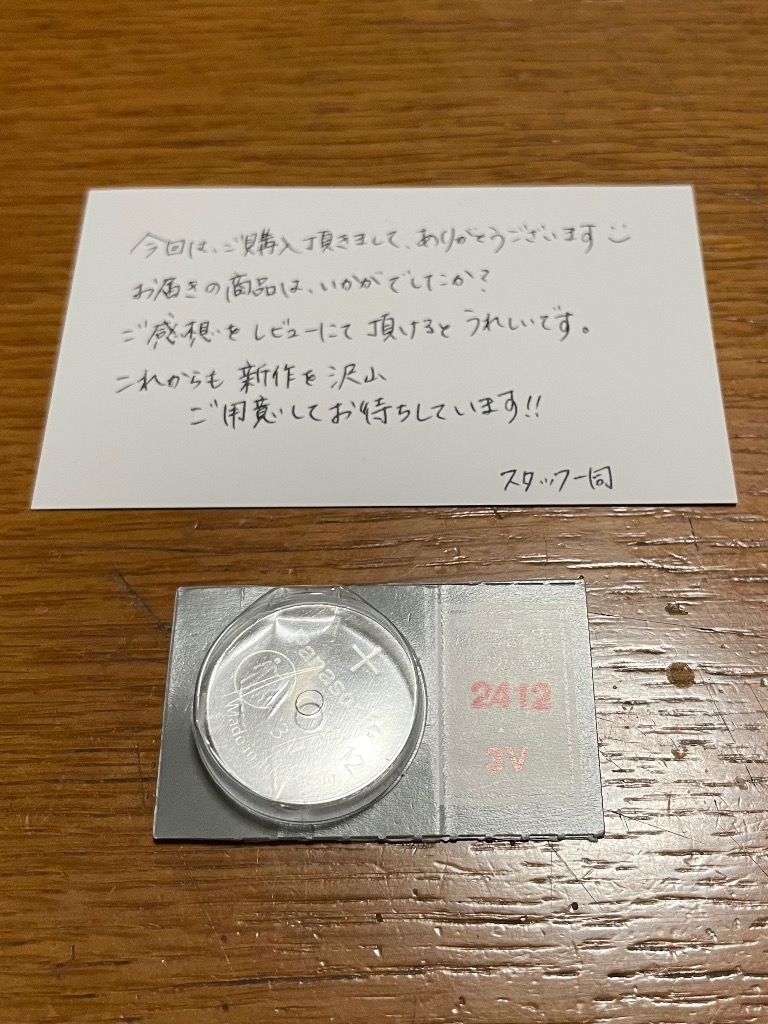 今回は、ご購入頂きまして、ありがとうございます
お届きの商品は、いかがでしたか?
ご感想をレビューにて頂けるとうれしいです。
これからも新作を沢山
ご用意してお待ちしています!!
スタッフ一同
+
2412
3V